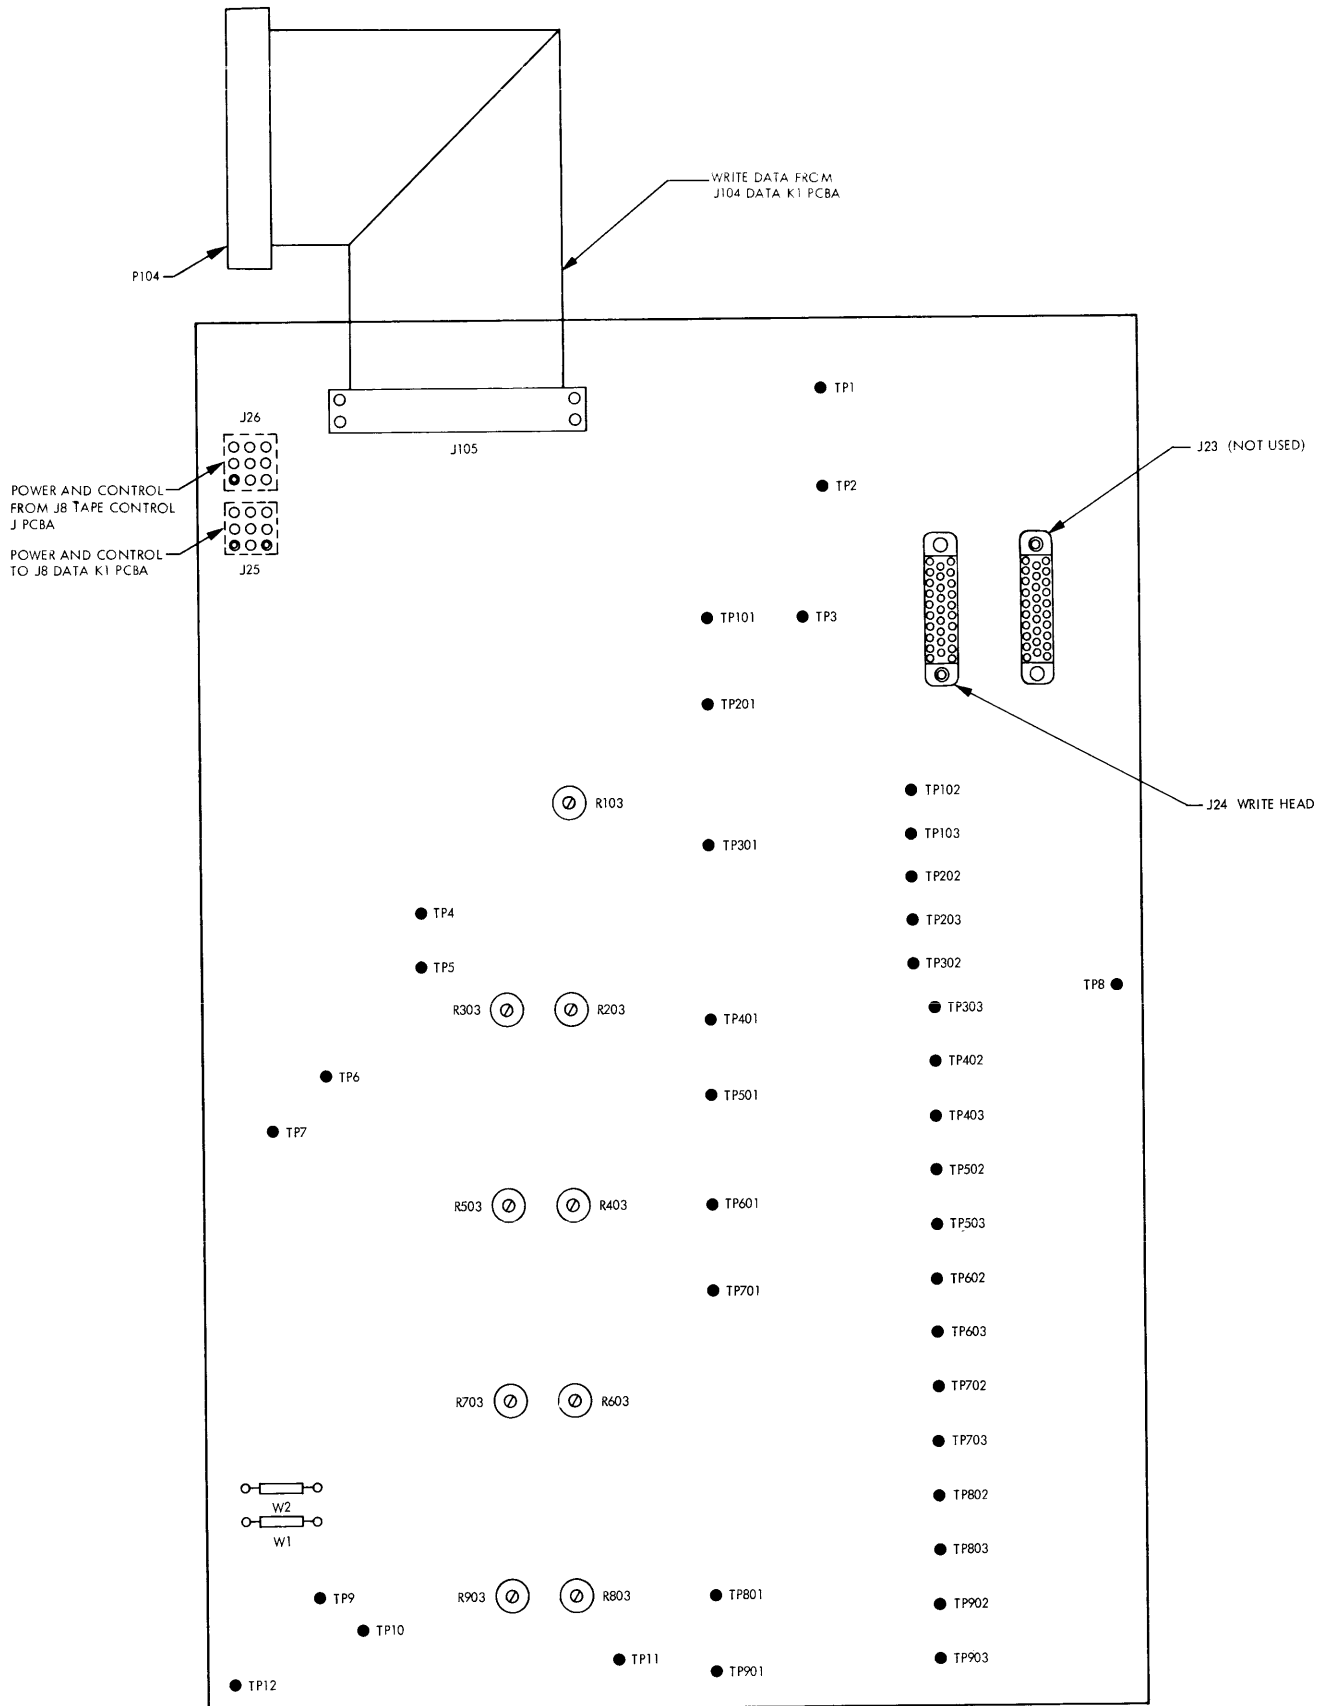 WRITE DATA FROM
J104 DATA K1 PCBA
P104
TP1
J26
J105
J23 (NOT USED)
POWER AND CONTROL
FROM J8 TAPE CONTROL
J PCBA
TP2
POWER AND CONTROL
TO J8 DATA K1 PCBA
J25
TP101
TP3
TP201
TP102
J24 WRITE HEAD
R103
TP103
TP301
TP202
TP4
TP203
TP5
TP302
TP8
R303
R203
TP303
TP401
TP402
TP6
TP501
TP403
TP7
TP502
R503
R403
TP601
TP503
TP602
TP701
TP603
TP702
R703
R603
TP703
W2
TP802
W1
TP803
TP9
R903
R803
TP801
TP902
TP10
TP11
TP901
TP903
TP12